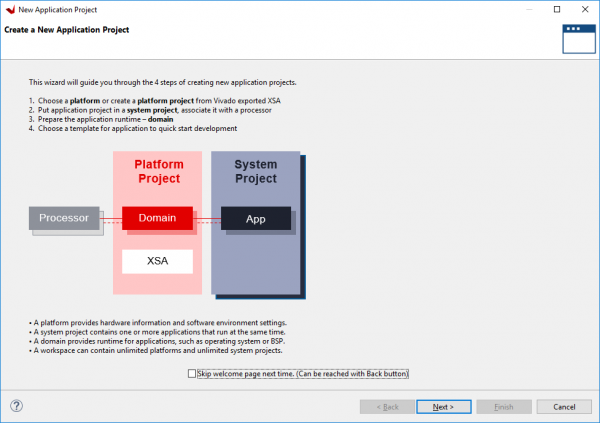 New Application Project
Create a New Application Project
This wizard will guide you through the 4 steps of creating new application projects.
1. Choose a platform or create a platform project from Vivado exported XSA
2. Put application project in a system project, associate it with a processor
3. Prepare the application runtime – domain
4. Choose a template for application to quick start development
Platform
Project
System
Project
Processor
Domain
App
XSA
• A platform provides hardware information and software environment settings.
• A system project contains one or more applications that run at the same time.
• A domain provides runtime for applications, such as operating system or BSP.
• A workspace can contain unlimited platforms and unlimited system projects.
Skip welcome page next time. (Can be reached with Back button)
?
< Back
Next >
Finish
Cancel